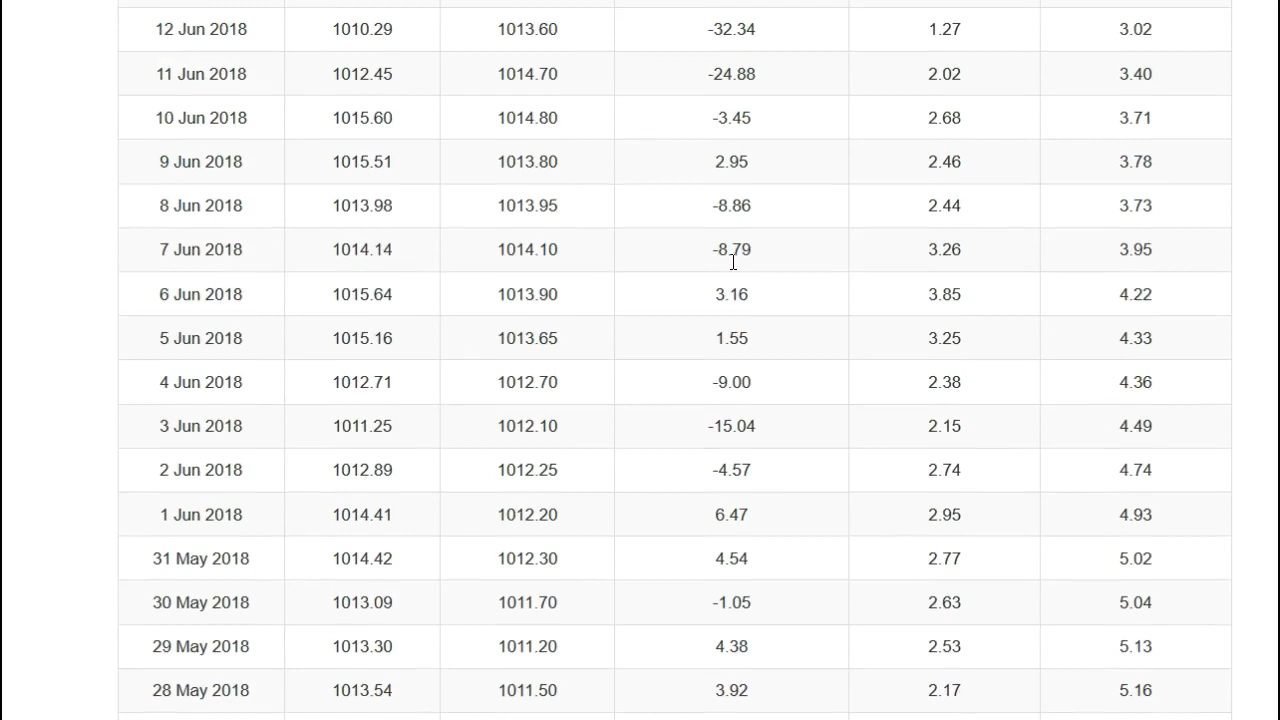 12 Jun 2018 1010.29 1013.60 -32.34 1.27 3.02
11 Jun 2018 1012.45 1014.70 -24.88 2.02 3.40
10 Jun 2018 1015.60 1014.80 -3.45 2.68 3.71
9 Jun 2018 1015.51 1013.80 2.95 2.46 3.78
8 Jun 2018 1013.98 1013.95 -8.86 2.44 3.73
7 Jun 2018 1014.14 1014.10 -8.79 3.26 3.95
6 Jun 2018 1015.64 1013.90 3.16 3.85 4.22
5 Jun 2018 1015.16 1013.65 1.55 3.25 4.33
4 Jun 2018 1012.71 1012.70 -9.00 2.38 4.36
3 Jun 2018 1011.25 1012.10 -15.04 2.15 4.49
2 Jun 2018 1012.89 1012.25 -4.57 2.74 4.74
1 Jun 2018 1014.41 1012.20 6.47 2.95 4.93
31 May 2018 1014.42 1012.30 4.54 2.77 5.02
30 May 2018 1013.09 1011.70 -1.05 2.63 5.04
29 May 2018 1013.30 1011.20 4.38 2.53 5.13
28 May 2018 1013.54 1011.50 3.92 2.17 5.16